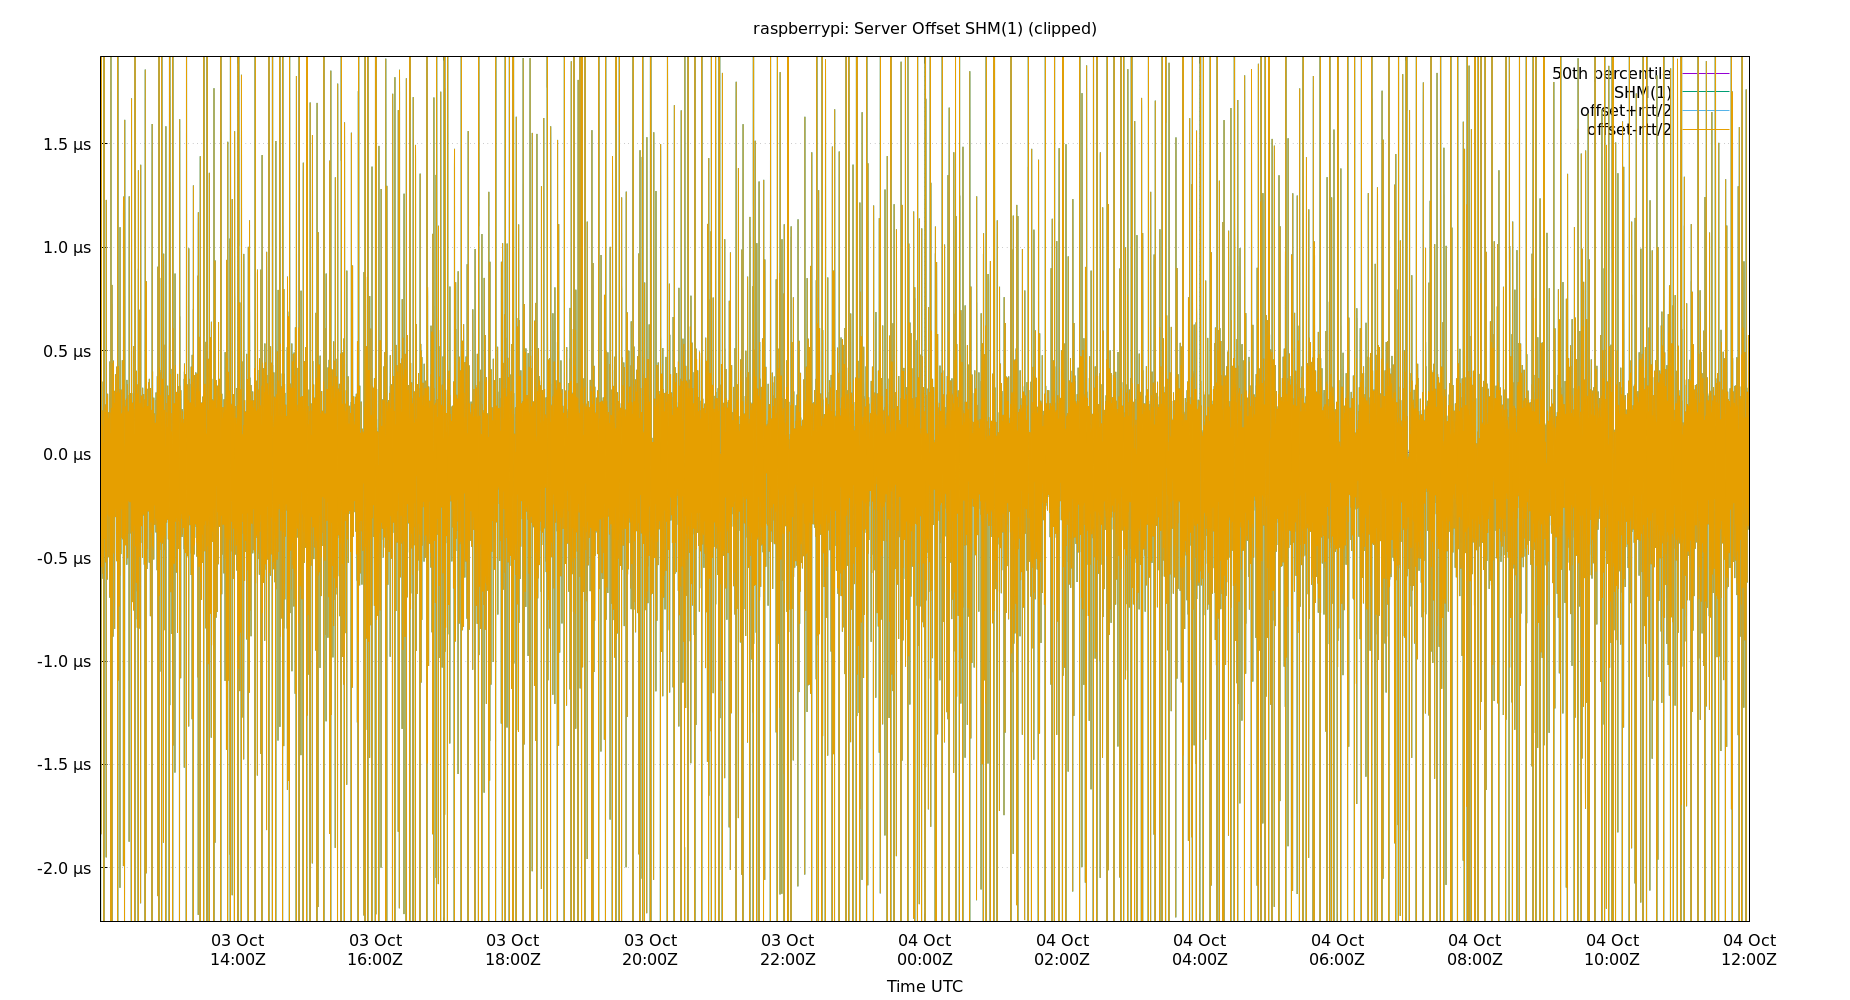 raspberrypi: Server Offset SHM(1) (clipped)
50th percentile
SHM(1)
offset+rtt/2
offset-rtt/2
1.5 µs
1.0 µs
0.5 µs
0.0 µs
-0.5 µs
-1.0 µs
-1.5 µs
-2.0 µs
03 Oct 03 Oct 03 Oct 03 Oct 03 Oct 04 Oct 04 Oct 04 Oct 04 Oct 04 Oct 04 Oct 04 Oct
14:00Z 16:00Z 18:00Z 20:00Z 22:00Z 00:00Z 02:00Z 04:00Z 06:00Z 08:00Z 10:00Z 12:00Z
Time UTC